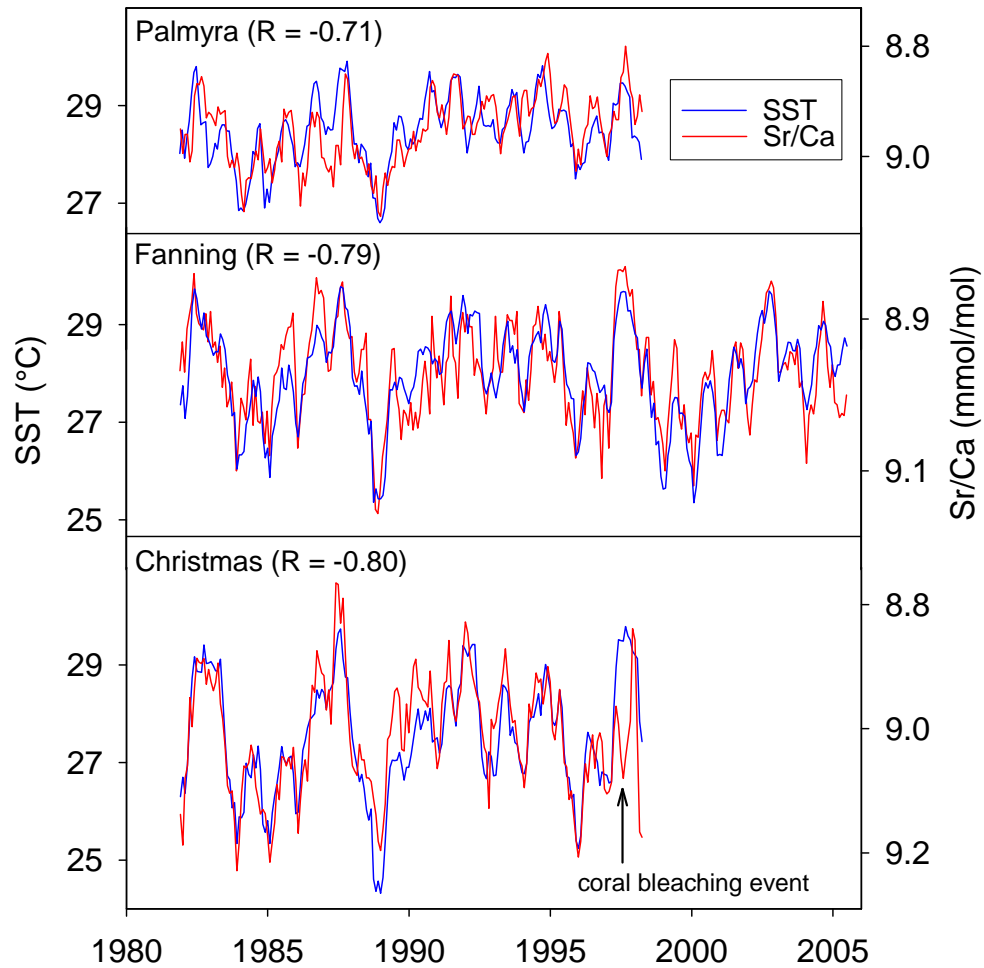 Palmyra (R = -0.71)
SST
Sr/Ca
29
27
8.8
9.0
Fanning (R = -0.79)
29
27
25
8.9
9.1
SST (°C)
Sr/Ca (mmol/mol)
Christmas (R = -0.80)
29
27
25
8.8
9.0
9.2
coral bleaching event
1980 1985 1990 1995 2000 2005